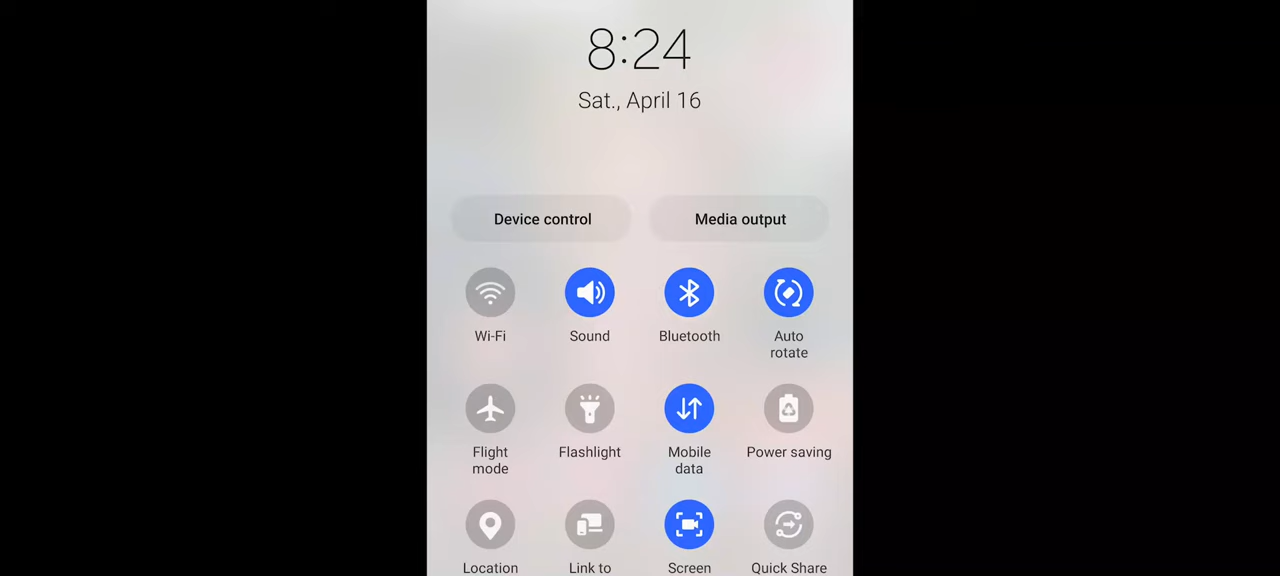 8:24
Sat., April 16
Device control
Media output
Wi-Fi
Sound
Bluetooth
Auto
rotate
Flight
mode
Flashlight
Mobile
data
Power saving
Location
Link to
Screen
Quick Share